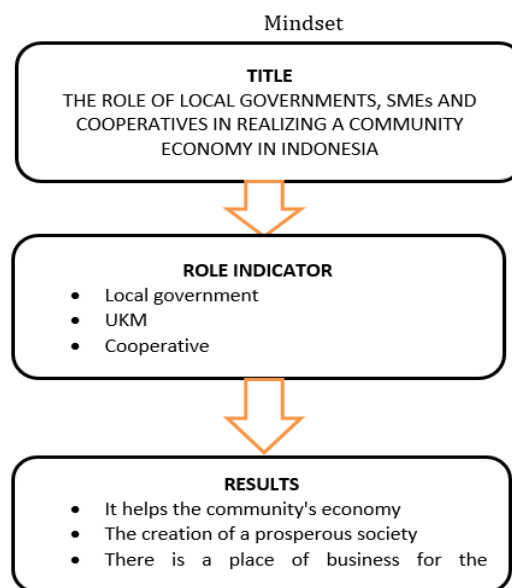 Mindset
TITLE
THE ROLE OF LOCAL GOVERNMENTS, SMEs AND
COOPERATIVES IN REALIZING A COMMUNITY
ECONOMY IN INDONESIA
ROLE INDICATOR
• Local government
• UKM
• Cooperative
RESULTS
• It helps the community's economy
• The creation of a prosperous society
• There is a place of business for the